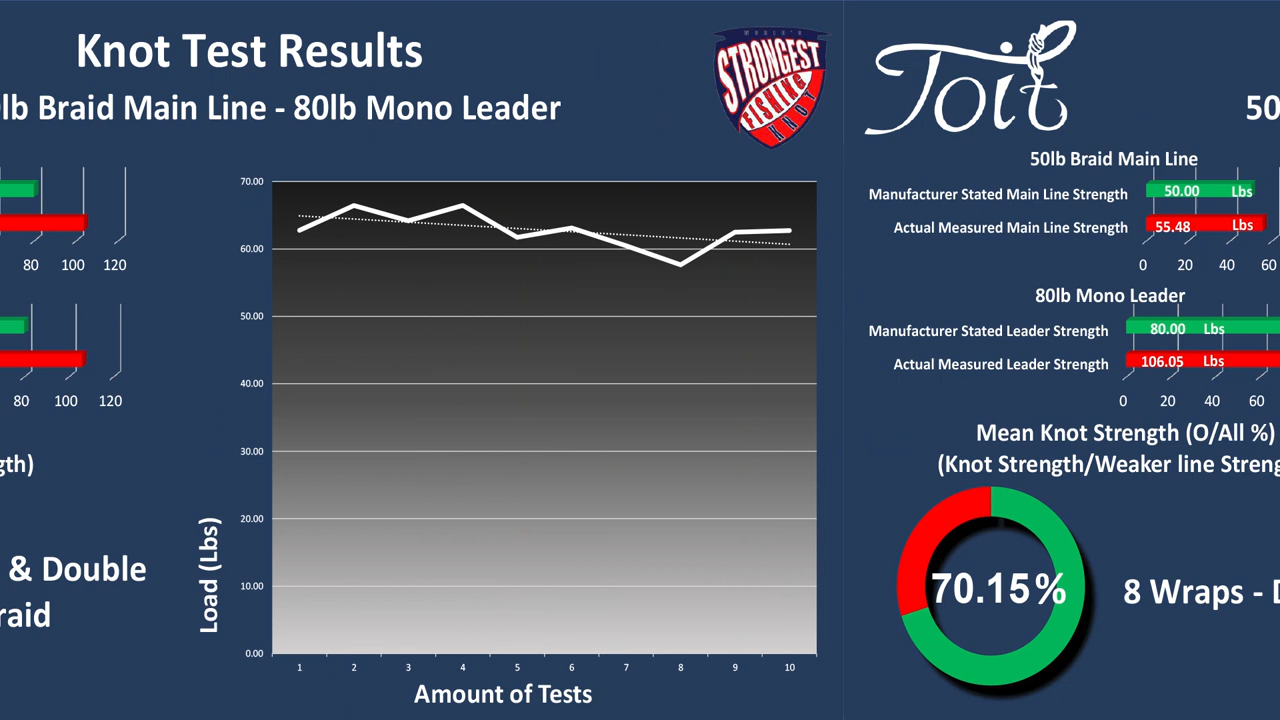 Knot Test Results
lb Braid Main Line - 80lb Mono Leader
STRONGEST
FISHING
KNOT
80 100 120
80 100 120
gth)
& Double
raid
70.00
60.00
50.00
40.00
30.00
20.00
10.00
0.00
Load (Lbs)
1 2 3 4 5 6 7 8 9 10
Amount of Tests
Toit
50
50lb Braid Main Line
Manufacturer Stated Main Line Strength 50.00 Lbs
Actual Measured Main Line Strength 55.48 Lbs
0 20 40 60
80lb Mono Leader
Manufacturer Stated Leader Strength 80.00 Lbs
Actual Measured Leader Strength 106.05 Lbs
0 20 40 60
Mean Knot Strength (O/All %)
(Knot Strength/Weaker line Streng
70.15%
8 Wraps - D